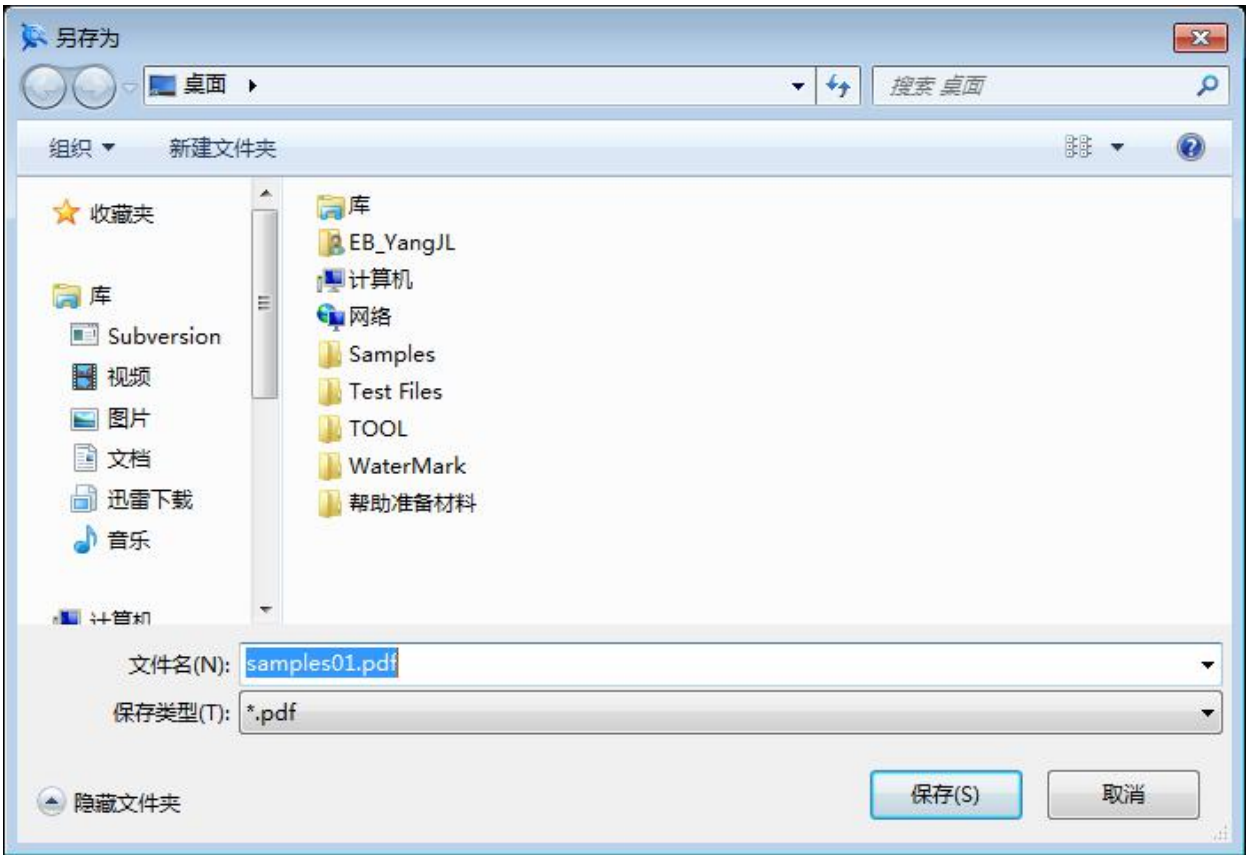 另存为
桌面
搜索 桌面
组织
新建文件夹
收藏夹
库
Subversion
视频
图片
文档
迅雷下载
音乐
计算机
库
EB_YangJL
计算机
网络
Samples
Test Files
TOOL
WaterMark
帮助准备材料
文件名(N): samples01.pdf
保存类型(T): *.pdf
隐藏文件夹
保存(S)
取消